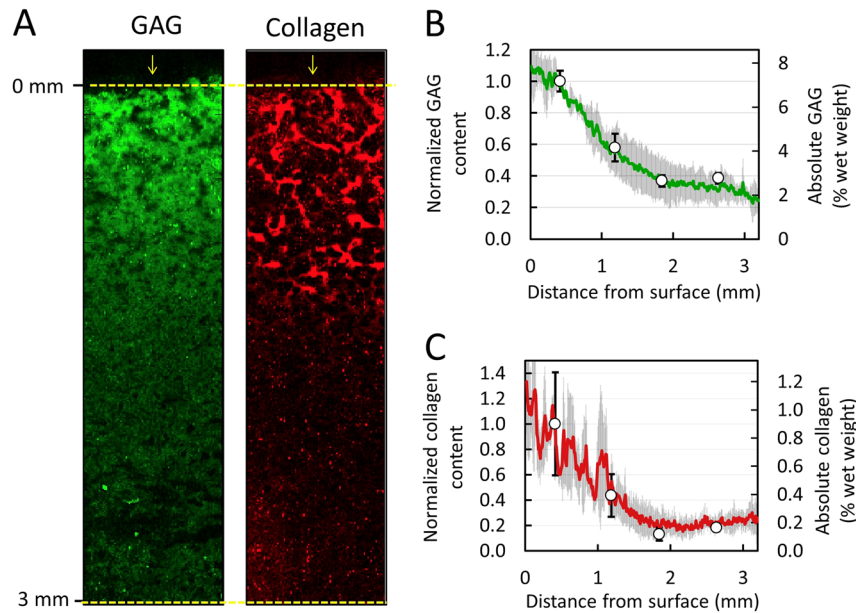 A
GAG
Collagen
0 mm
3 mm
B
1.2
1.0
0.8
0.6
0.4
0.2
0.0
Normalized GAG
content
8
6
4
2
0
Absolute GAG
(% wet weight)
0
1
2
3
Distance from surface (mm)
C
1.4
1.2
1.0
0.8
0.6
0.4
0.2
0.0
Normalized collagen
content
1.2
1.0
0.8
0.6
0.4
0.2
0.0
Absolute collagen
(% wet weight)
0
1
2
3
Distance from surface (mm)